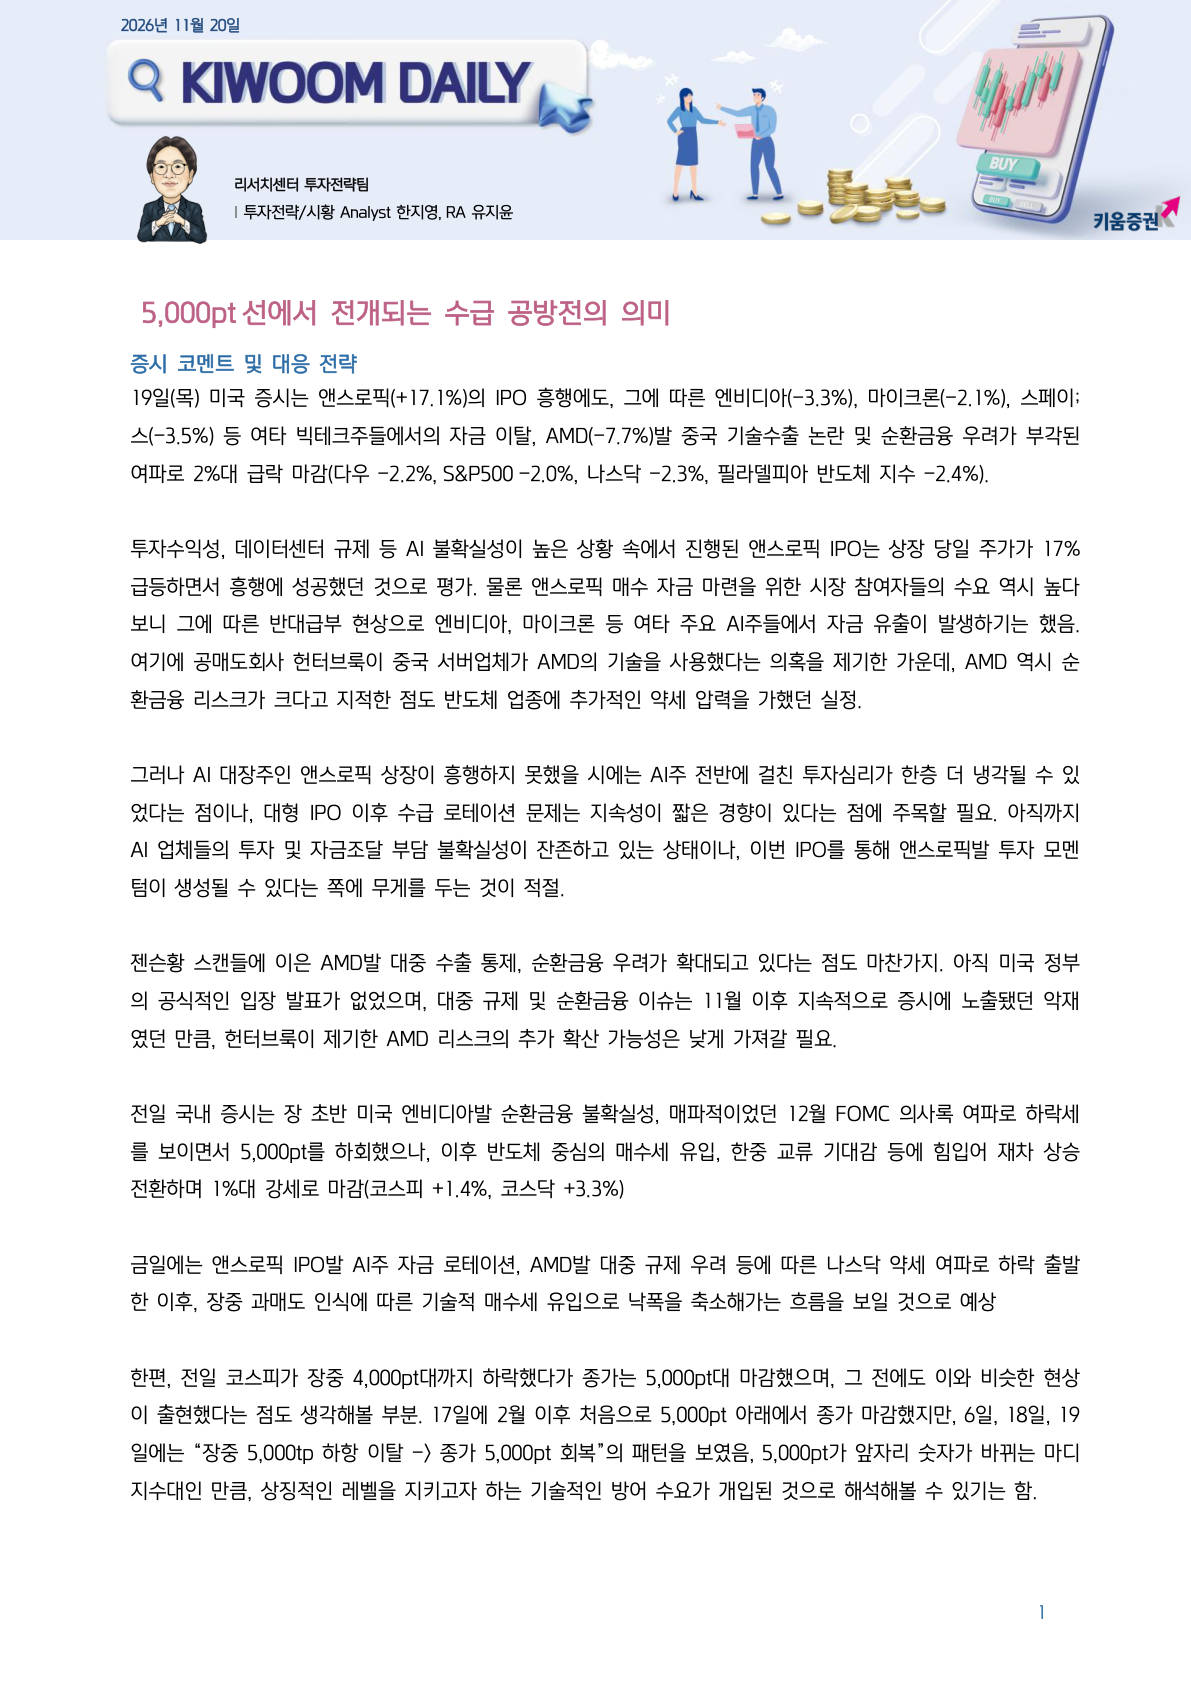 2026년 11월 20일
KIWOOM DAILY
리서치센터 투자전략팀
| 투자전략/시황 Analyst 한지영, RA 유지윤
BUY
BUY
키움증권
5,000pt 선에서 전개되는 수급 공방전의 의미
증시 코멘트 및 대응 전략
19일(목) 미국 증시는 앤스로픽(+17.1%)의 IPO 흥행에도, 그에 따른 엔비디아(-3.3%), 마이크론(-2.1%), 스페이;
스(-3.5%) 등 여타 빅테크주들에서의 자금 이탈, AMD(-7.7%)발 중국 기술수출 논란 및 순환금융 우려가 부각된
여파로 2%대 급락 마감(다우 -2.2%, S&P500 -2.0%, 나스닥 -2.3%, 필라델피아 반도체 지수 -2.4%).
투자수익성, 데이터센터 규제 등 AI 불확실성이 높은 상황 속에서 진행된 앤스로픽 IPO는 상장 당일 주가가 17%
급등하면서 흥행에 성공했던 것으로 평가. 물론 앤스로픽 매수 자금 마련을 위한 시장 참여자들의 수요 역시 높다
보니 그에 따른 반대급부 현상으로 엔비디아, 마이크론 등 여타 주요 AI주들에서 자금 유출이 발생하기는 했음.
여기에 공매도회사 헌터브룩이 중국 서버업체가 AMD의 기술을 사용했다는 의혹을 제기한 가운데, AMD 역시 순
환금융 리스크가 크다고 지적한 점도 반도체 업종에 추가적인 약세 압력을 가했던 실정.
그러나 AI 대장주인 앤스로픽 상장이 흥행하지 못했을 시에는 AI주 전반에 걸친 투자심리가 한층 더 냉각될 수 있
었다는 점이나, 대형 IPO 이후 수급 로테이션 문제는 지속성이 짧은 경향이 있다는 점에 주목할 필요. 아직까지
AI 업체들의 투자 및 자금조달 부담 불확실성이 잔존하고 있는 상태이나, 이번 IPO를 통해 앤스로픽발 투자 모멘
텀이 생성될 수 있다는 쪽에 무게를 두는 것이 적절.
젠슨황 스캔들에 이은 AMD발 대중 수출 통제, 순환금융 우려가 확대되고 있다는 점도 마찬가지. 아직 미국 정부
의 공식적인 입장 발표가 없었으며, 대중 규제 및 순환금융 이슈는 11월 이후 지속적으로 증시에 노출됐던 악재
였던 만큼, 헌터브룩이 제기한 AMD 리스크의 추가 확산 가능성은 낮게 가져갈 필요.
전일 국내 증시는 장 초반 미국 엔비디아발 순환금융 불확실성, 매파적이었던 12월 FOMC 의사록 여파로 하락세
를 보이면서 5,000pt를 하회했으나, 이후 반도체 중심의 매수세 유입, 한중 교류 기대감 등에 힘입어 재차 상승
전환하며 1%대 강세로 마감(코스피 +1.4%, 코스닥 +3.3%)
금일에는 앤스로픽 IPO발 AI주 자금 로테이션, AMD발 대중 규제 우려 등에 따른 나스닥 약세 여파로 하락 출발
한 이후, 장중 과매도 인식에 따른 기술적 매수세 유입으로 낙폭을 축소해가는 흐름을 보일 것으로 예상
한편, 전일 코스피가 장중 4,000pt대까지 하락했다가 종가는 5,000pt대 마감했으며, 그 전에도 이와 비슷한 현상
이 출현했다는 점도 생각해볼 부분. 17일에 2월 이후 처음으로 5,000pt 아래에서 종가 마감했지만, 6일, 18일, 19
일에는 “장중 5,000tp 하항 이탈 -> 종가 5,000pt 회복”의 패턴을 보였음, 5,000pt가 앞자리 숫자가 바뀌는 마디
지수대인 만큼, 상징적인 레벨을 지키고자 하는 기술적인 방어 수요가 개입된 것으로 해석해볼 수 있기는 함.
1